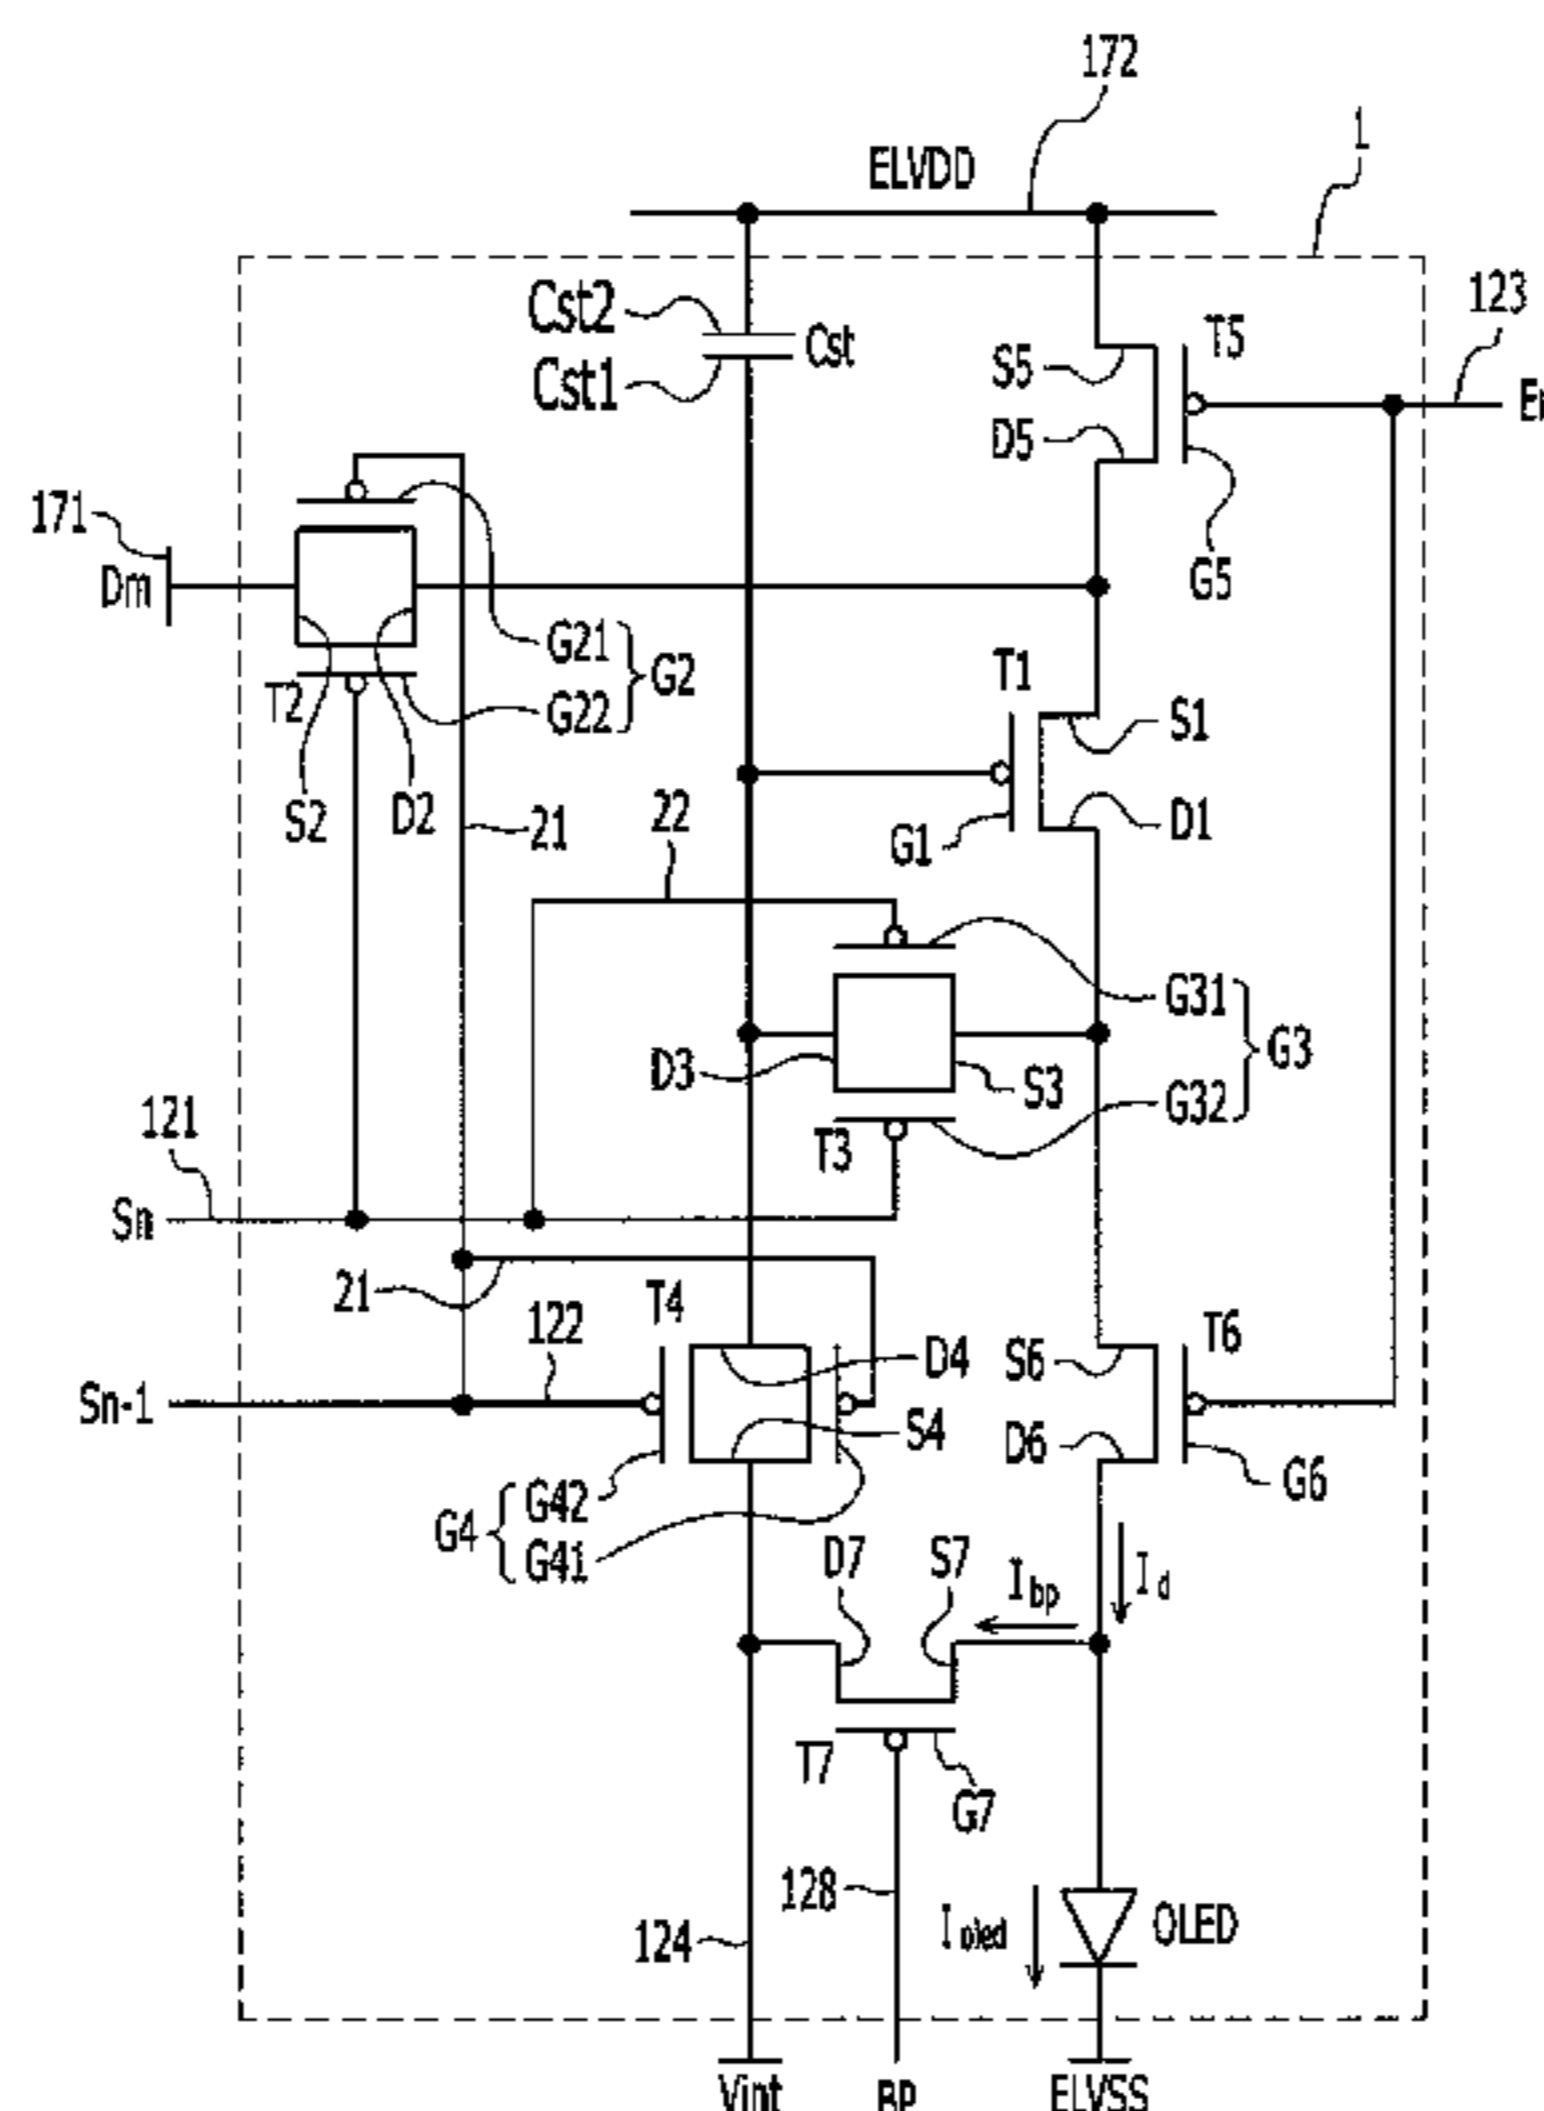 172
1
ELVDD
123
Cst2
Cst
Cst1
T5
S5
D5
G5
171
Dm
G21
G22
G2
T2
S2
D2
T1
S1
D1
G1
21
22
G31
G32
G3
D3
S3
T3
121
Sn
21
122
T4
D4
S4
Sn-1
G42
G41
G4
T6
S6
D6
G6
D7
S7
Ibp
Id
T7
G7
128
124
Ioled
OLED
Vint
BP
ELVSS